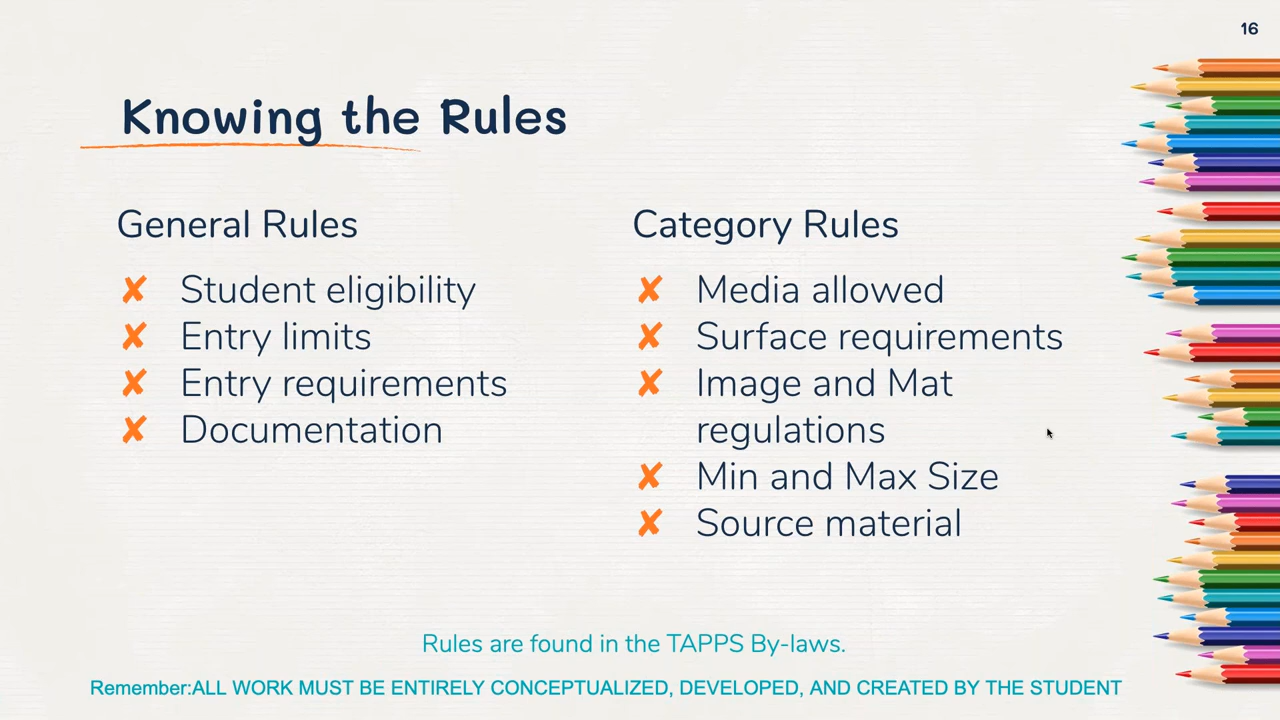 16
Knowing the Rules
General Rules
✘ Student eligibility
✘ Entry limits
✘ Entry requirements
✘ Documentation
Category Rules
✘ Media allowed
✘ Surface requirements
✘ Image and Mat
regulations
✘ Min and Max Size
✘ Source material
Rules are found in the TAPPS By-laws.
Remember:ALL WORK MUST BE ENTIRELY CONCEPTUALIZED, DEVELOPED, AND CREATED BY THE STUDENT